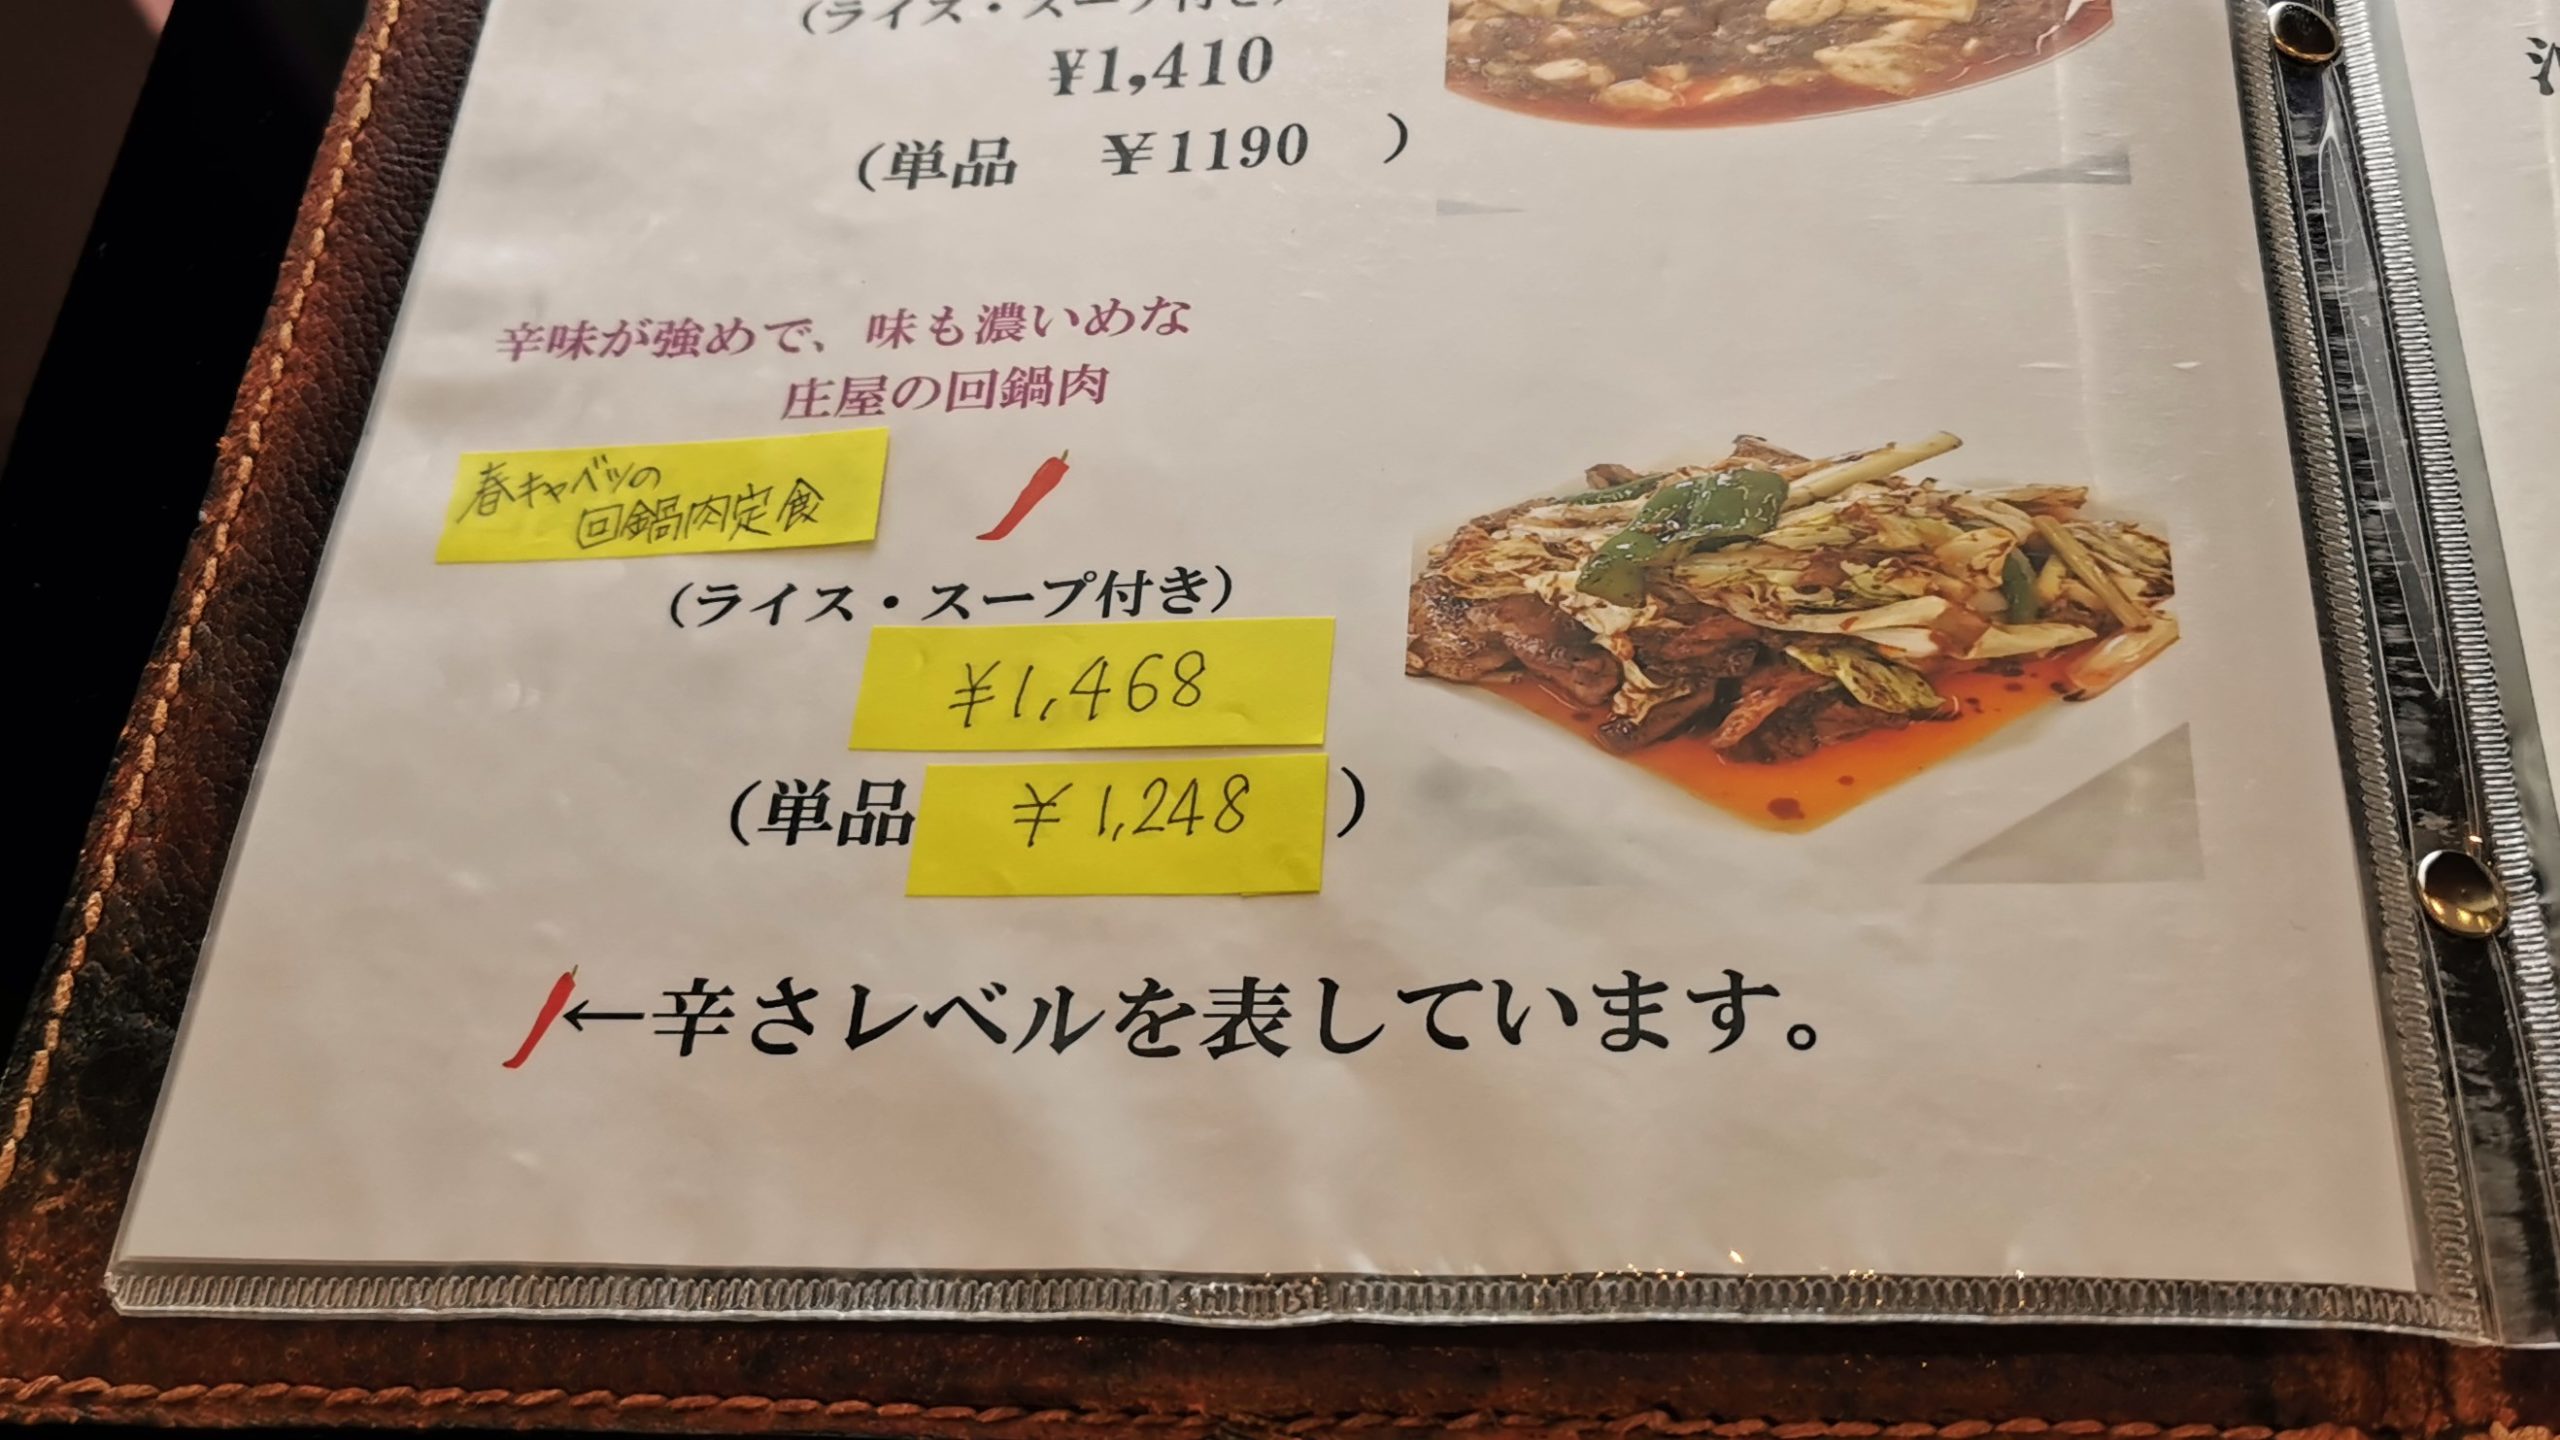 (ライス・スープ付き)
¥1,410
(単品 ¥1190 )
辛味が強めで、味も濃いめな
庄屋の回鍋肉
春キャベツの
回鍋肉定食
(ライス・スープ付き)
¥1,468
(単品 ¥1,248 )
←辛さレベルを表しています。